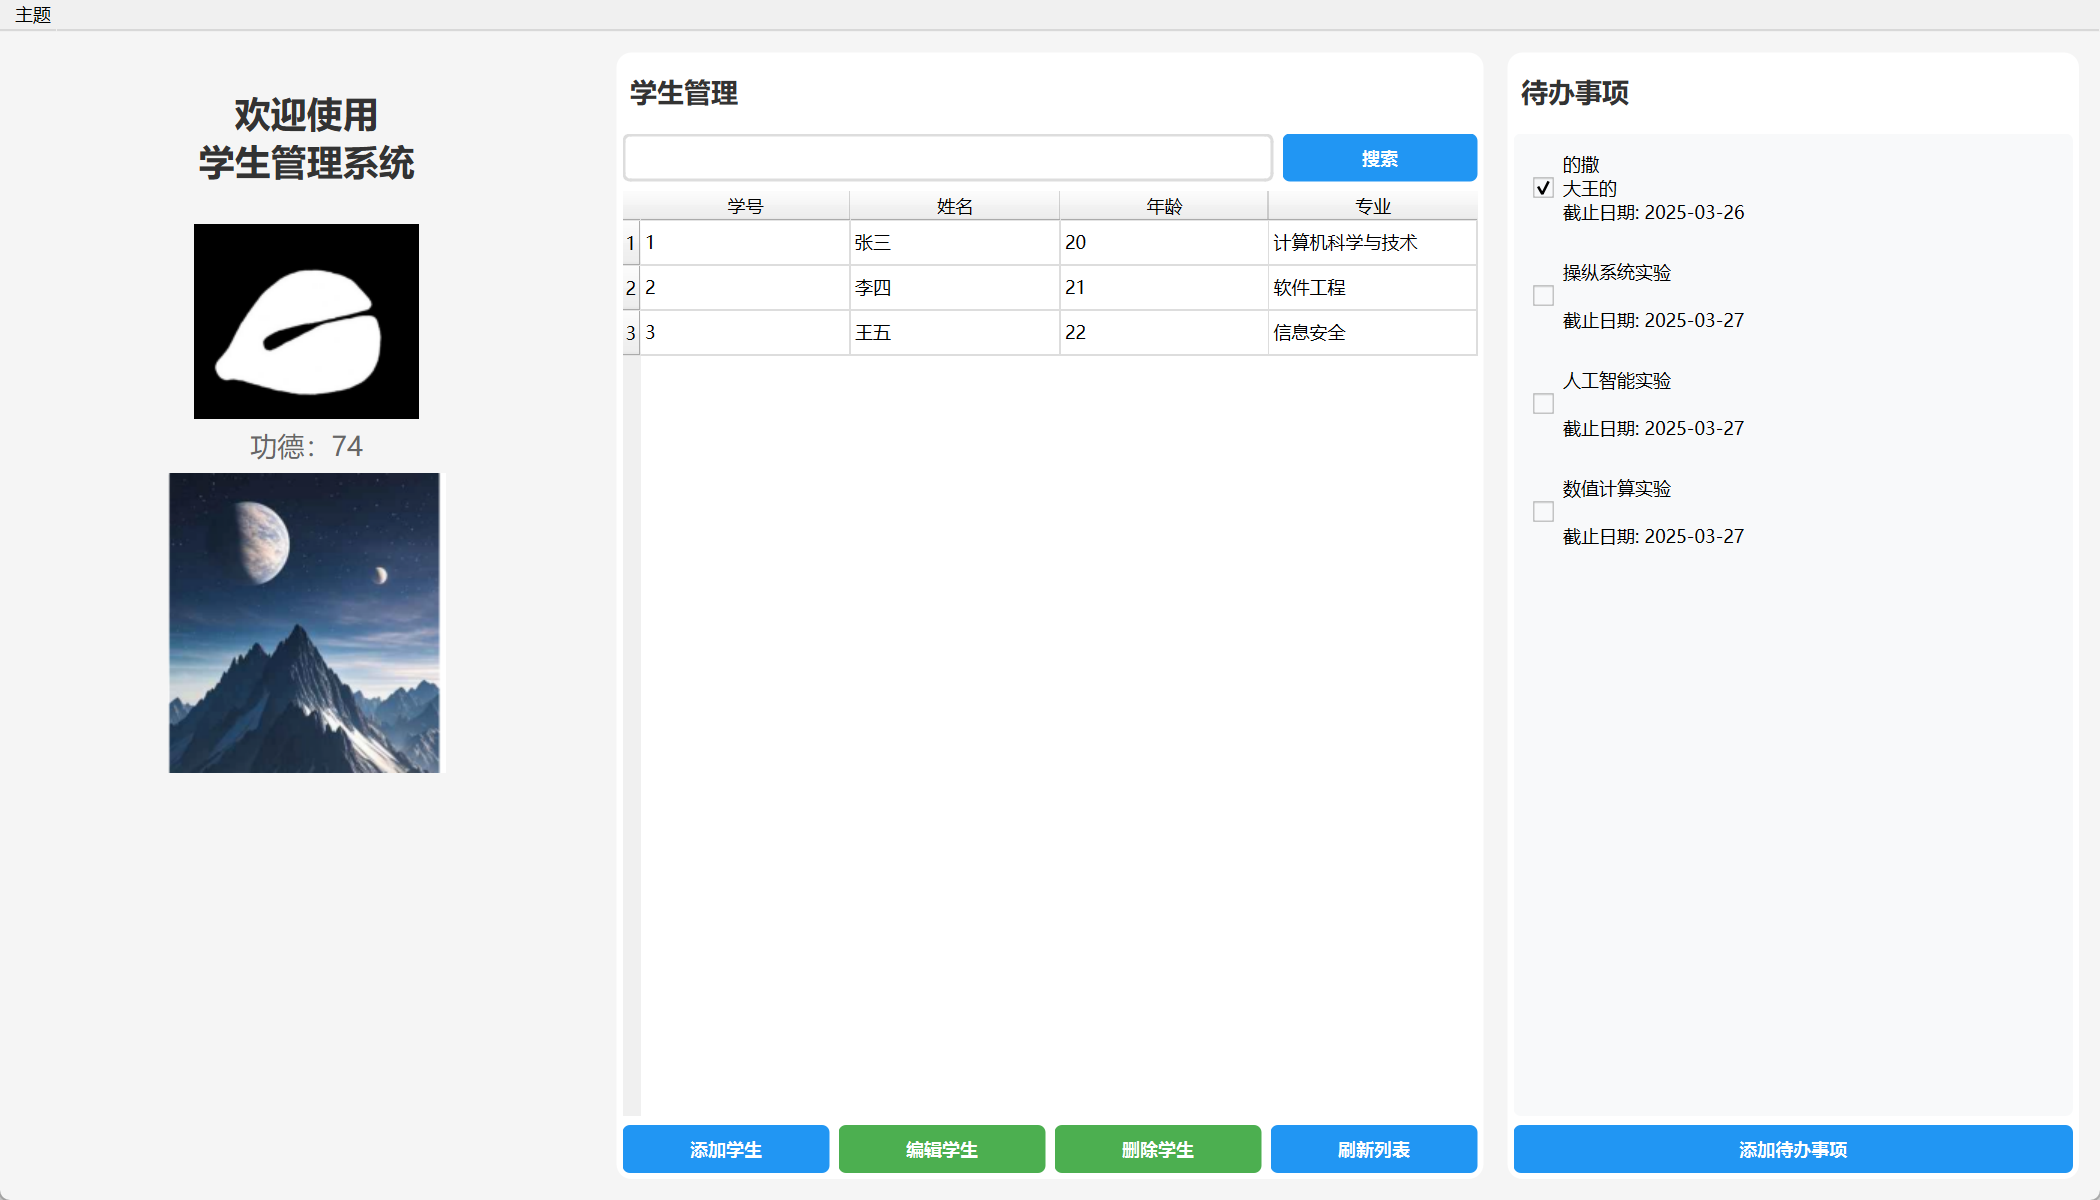 主题
欢迎使用
学生管理系统
功德：74
学生管理
搜索
学号 姓名 年龄 专业
1 1 张三 20 计算机科学与技术
2 2 李四 21 软件工程
3 3 王五 22 信息安全
添加学生 编辑学生 删除学生 刷新列表
待办事项
的撒
大王的
截止日期: 2025-03-26
操纵系统实验
截止日期: 2025-03-27
人工智能实验
截止日期: 2025-03-27
数值计算实验
截止日期: 2025-03-27
添加待办事项